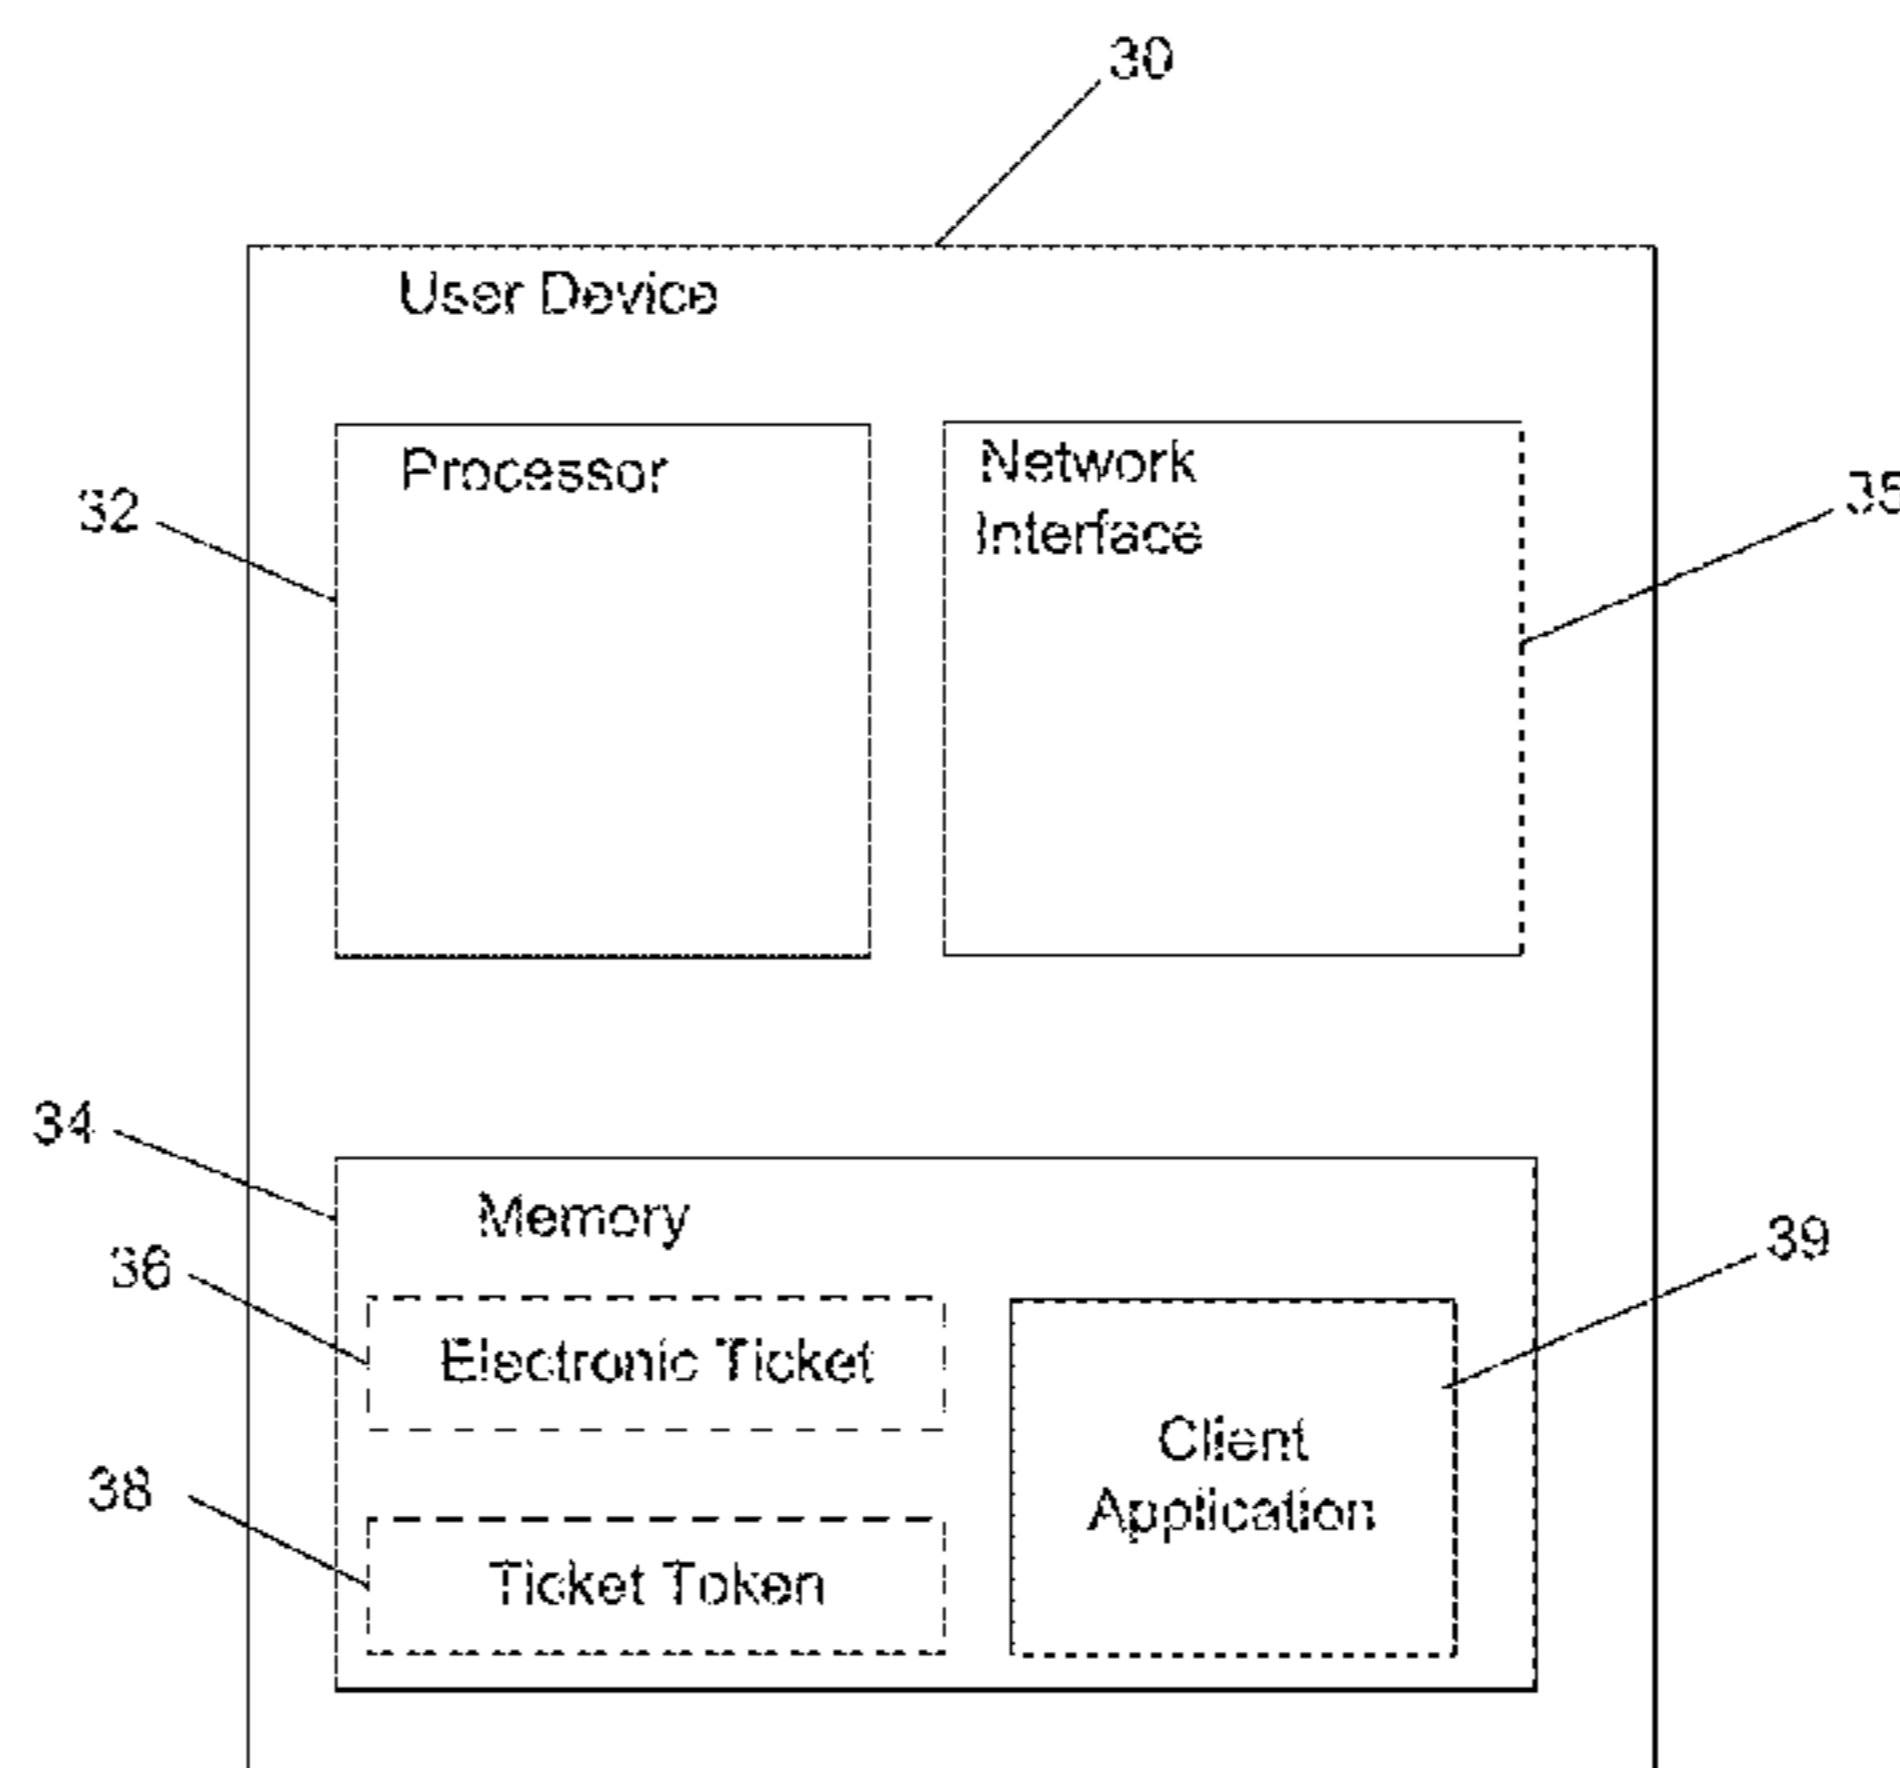 30
User Device
Processor
Network
Interface
32
35
34
Memory
36
39
Electronic Ticket
Client
Application
38
Ticket Token